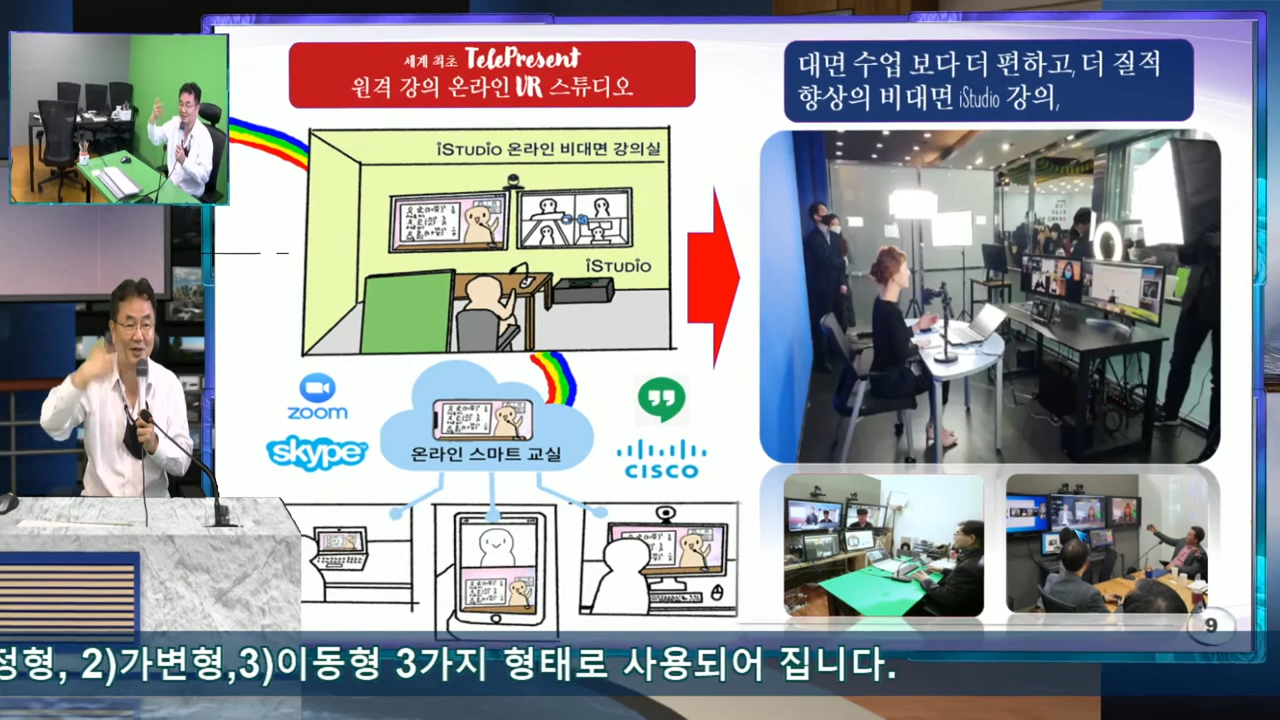 세계 최초 TelePresent
원격 강의 온라인 VR 스튜디오
대면 수업 보다 더 편하고, 더 질적
향상의 비대면 iStudio 강의,
iSTUDIO 온라인 비대면 강의실
iSTUDIO
zoom
skype
온라인 스마트 교실
CISCO
9
정형, 2)가변형,3)이동형 3가지 형태로 사용되어 집니다.